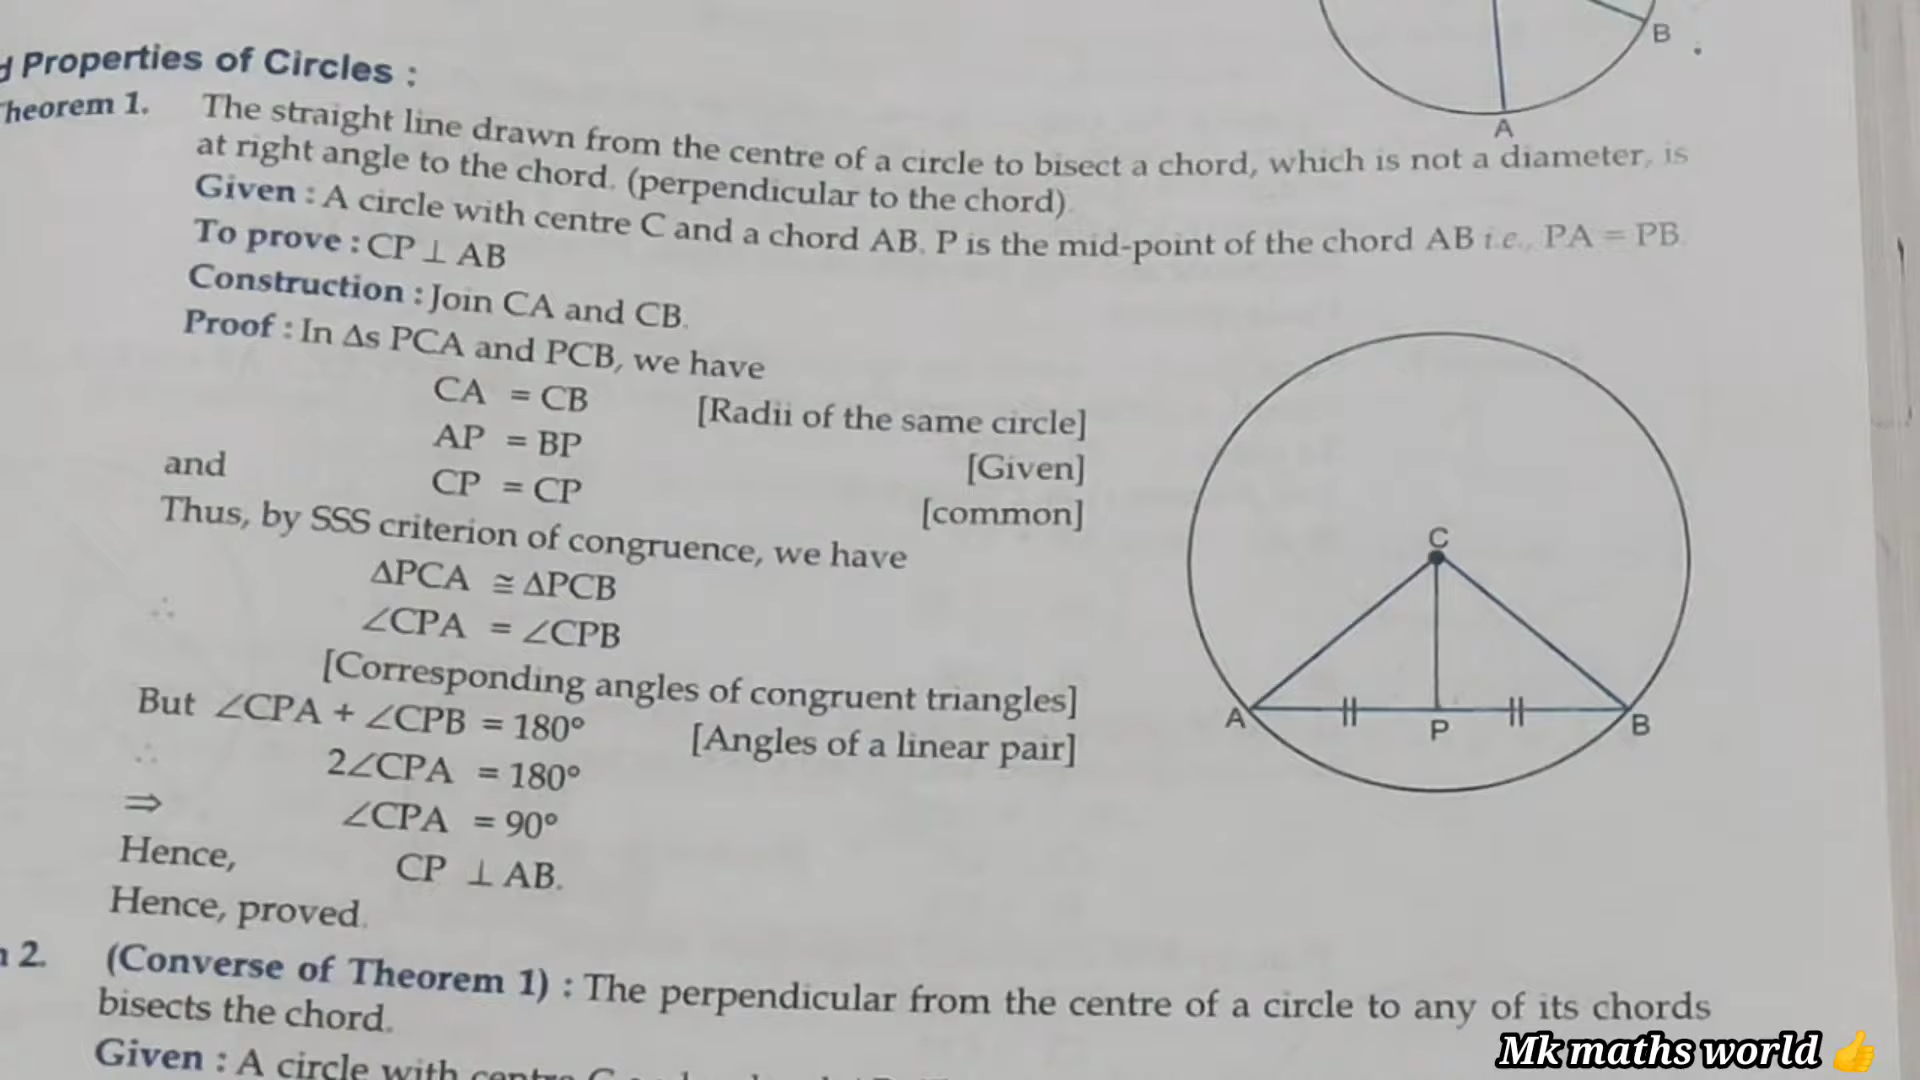 B
A
Properties of Circles :
Theorem 1. The straight line drawn from the centre of a circle to bisect a chord, which is not a diameter, is
at right angle to the chord. (perpendicular to the chord).
Given : A circle with centre C and a chord AB. P is the mid-point of the chord AB i.e., PA = PB.
To prove : CP ⊥ AB
Construction : Join CA and CB.
Proof : In Δs PCA and PCB, we have
CA = CB [Radii of the same circle]
AP = BP [Given]
and CP = CP [common]
Thus, by SSS criterion of congruence, we have
ΔPCA ≅ ΔPCB
∴ ∠CPA = ∠CPB
[Corresponding angles of congruent triangles]
But ∠CPA + ∠CPB = 180° [Angles of a linear pair]
∴ 2∠CPA = 180°
⇒ ∠CPA = 90°
Hence, CP ⊥ AB.
Hence, proved.
C
A P B
2. (Converse of Theorem 1) : The perpendicular from the centre of a circle to any of its chords
bisects the chord.
Given : A circle with centre C
Mk maths world 👍